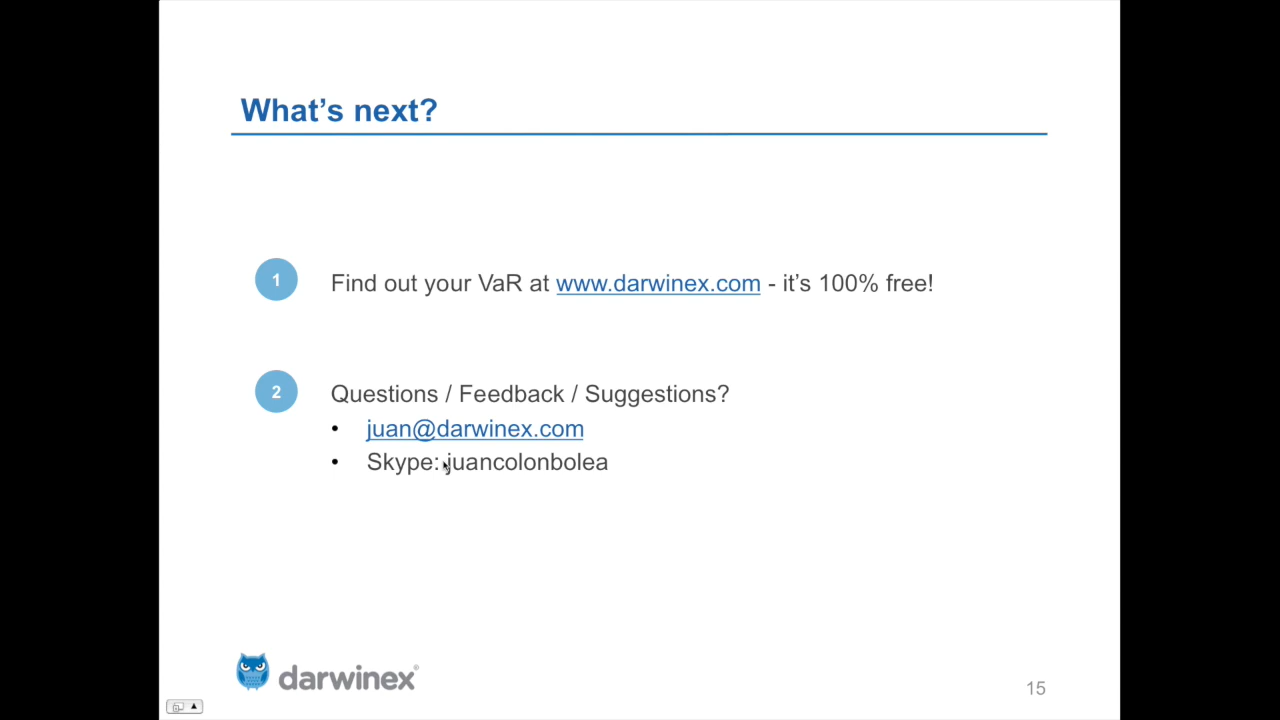 What’s next?
1
Find out your VaR at www.darwinex.com - it’s 100% free!
2
Questions / Feedback / Suggestions?
• juan@darwinex.com
• Skype: juancolonbolea
darwinex®
15